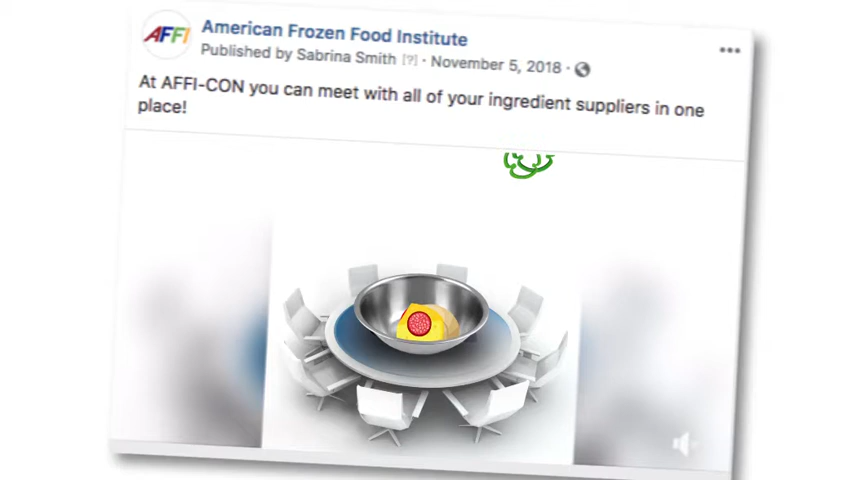 AFFI
American Frozen Food Institute
Published by Sabrina Smith [?] · November 5, 2018 ·
At AFFI-CON you can meet with all of your ingredient suppliers in one
place!